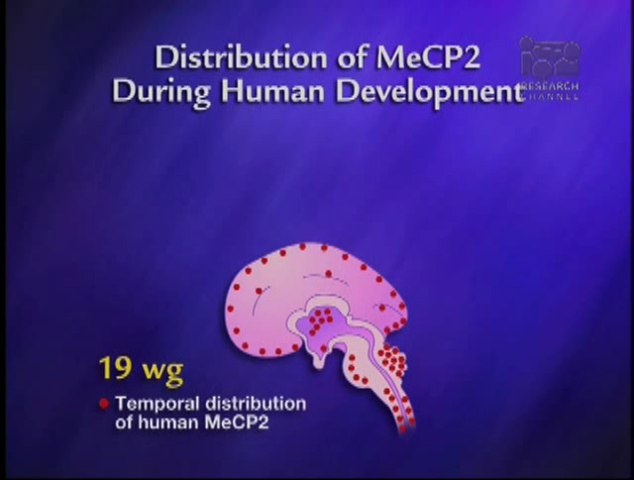 Distribution of MeCP2
During Human Development
RESEARCH
CHANNEL
19 wg
Temporal distribution
of human MeCP2